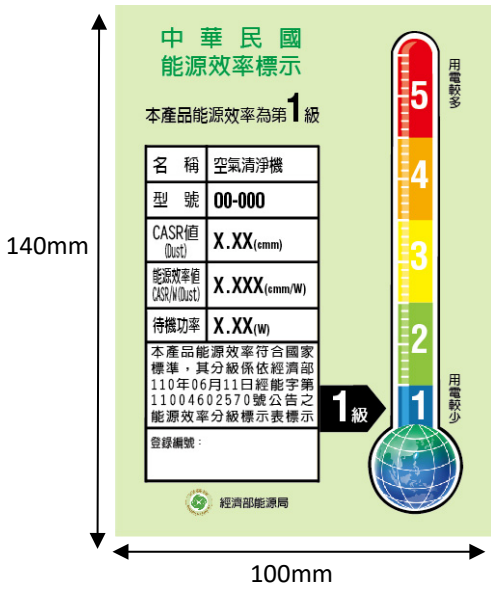 中華民國
能源效率標示
本產品能源效率為第1級
名稱 空氣清淨機
型號 00-000
CASR值(Dust) X.XX(cmm)
能源效率值CASR/W(Dust) X.XXX(cmm/W)
待機功率 X.XX(W)
本產品能源效率符合國家
標準，其分級係依經濟部
110年06月11日經能字第
11004602570號公告之
能源效率分級標示表標示
登錄編號：
經濟部能源局
用電較多
5
4
3
2
1
用電較少
1級
140mm
100mm